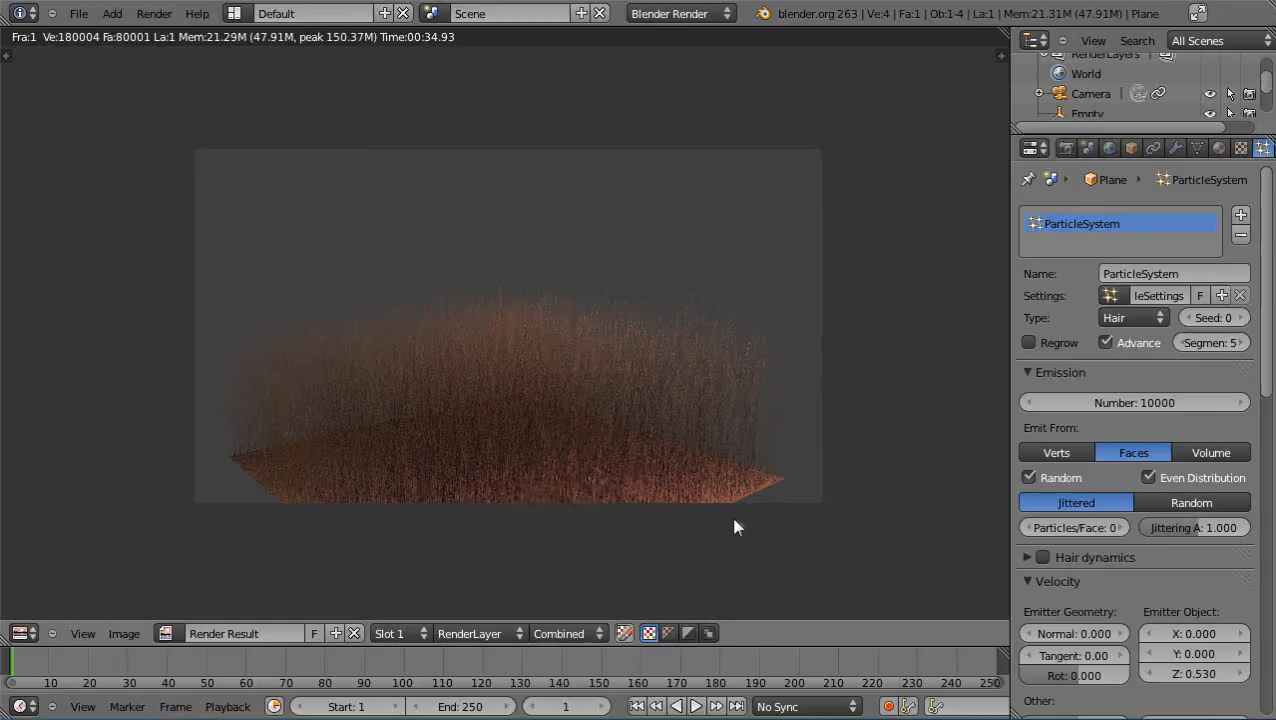 File Add Render Help Default Scene Blender Render blender.org 263 | Ve:4 | Fa:1 | Ob:1-4 | La:1 | Mem:21.31M (47.91M) | Plane
Fra:1 Ve:180004 Fa:80001 La:1 Mem:21.29M (47.91M, peak 150.37M) Time:00:34.93
View Search All Scenes
RenderLayers
World
Camera
Empty
Plane ParticleSystem
ParticleSystem
Name: ParticleSystem
Settings: leSettings F
Type: Hair Seed: 0
Regrow Advance Segmen: 5
Emission
Number: 10000
Emit From:
Verts Faces Volume
Random Even Distribution
Jittered Random
Particles/Face: 0 Jittering A: 1.000
Hair dynamics
Velocity
Emitter Geometry: Emitter Object:
Normal: 0.000 X: 0.000
Tangent: 0.00 Y: 0.000
Rot: 0.000 Z: 0.530
Other:
View Image Render Result F Slot 1 RenderLayer Combined
0 10 20 30 40 50 60 70 80 90 100 110 120 130 140 150 160 170 180 190 200 210 220 230 240 250
View Marker Frame Playback Start: 1 End: 250 1 No Sync